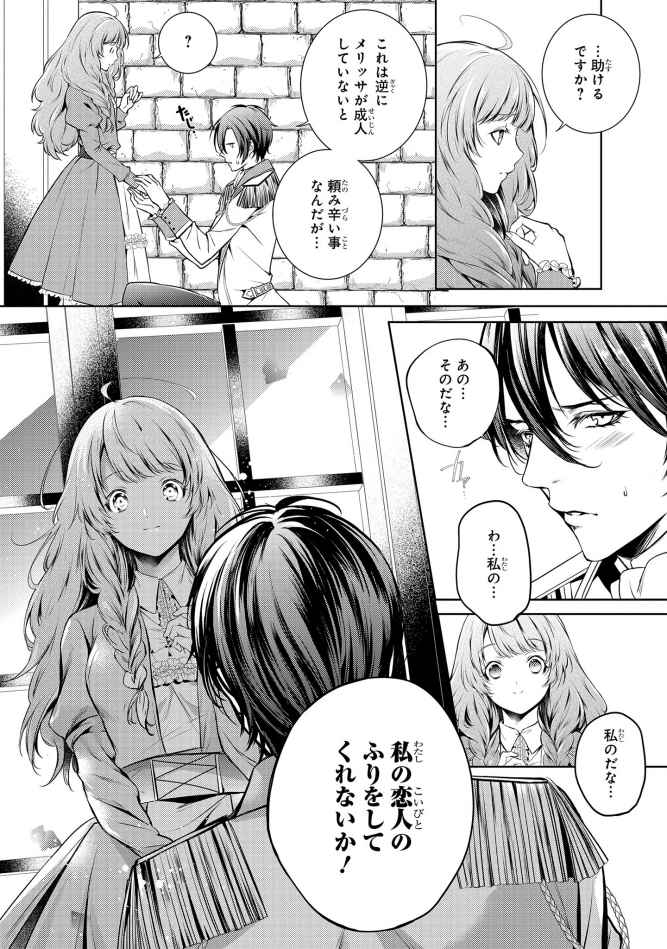 …助ける
ですか？
これは逆に
メリッサが成人
していないと
頼み辛い事
なんだが…
？
たじ
あの…
そのだな…
わ…私の…
私のだな…
私の恋人の
ふりをして
くれないか！